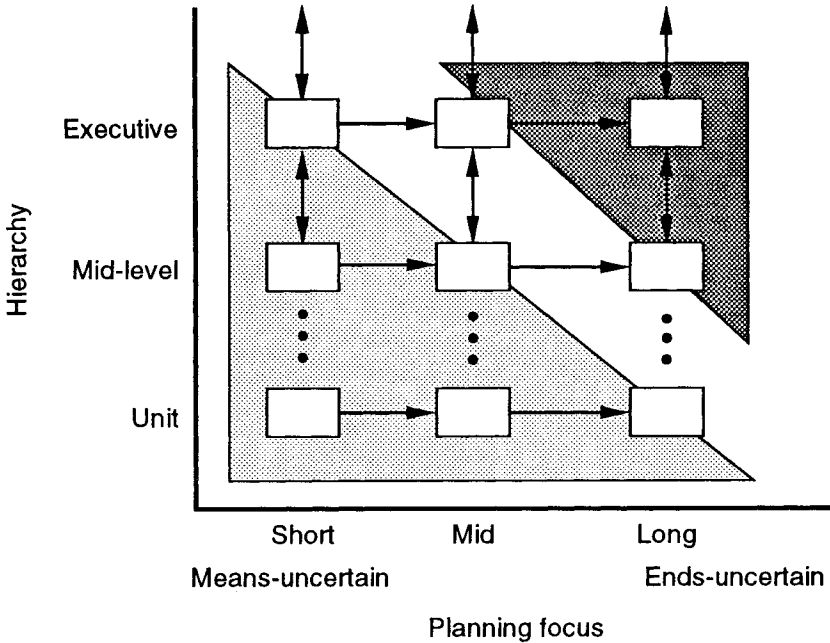 Executive
Mid-level
Unit
Hierarchy
Short Mid Long
Means-uncertain Ends-uncertain
Planning focus